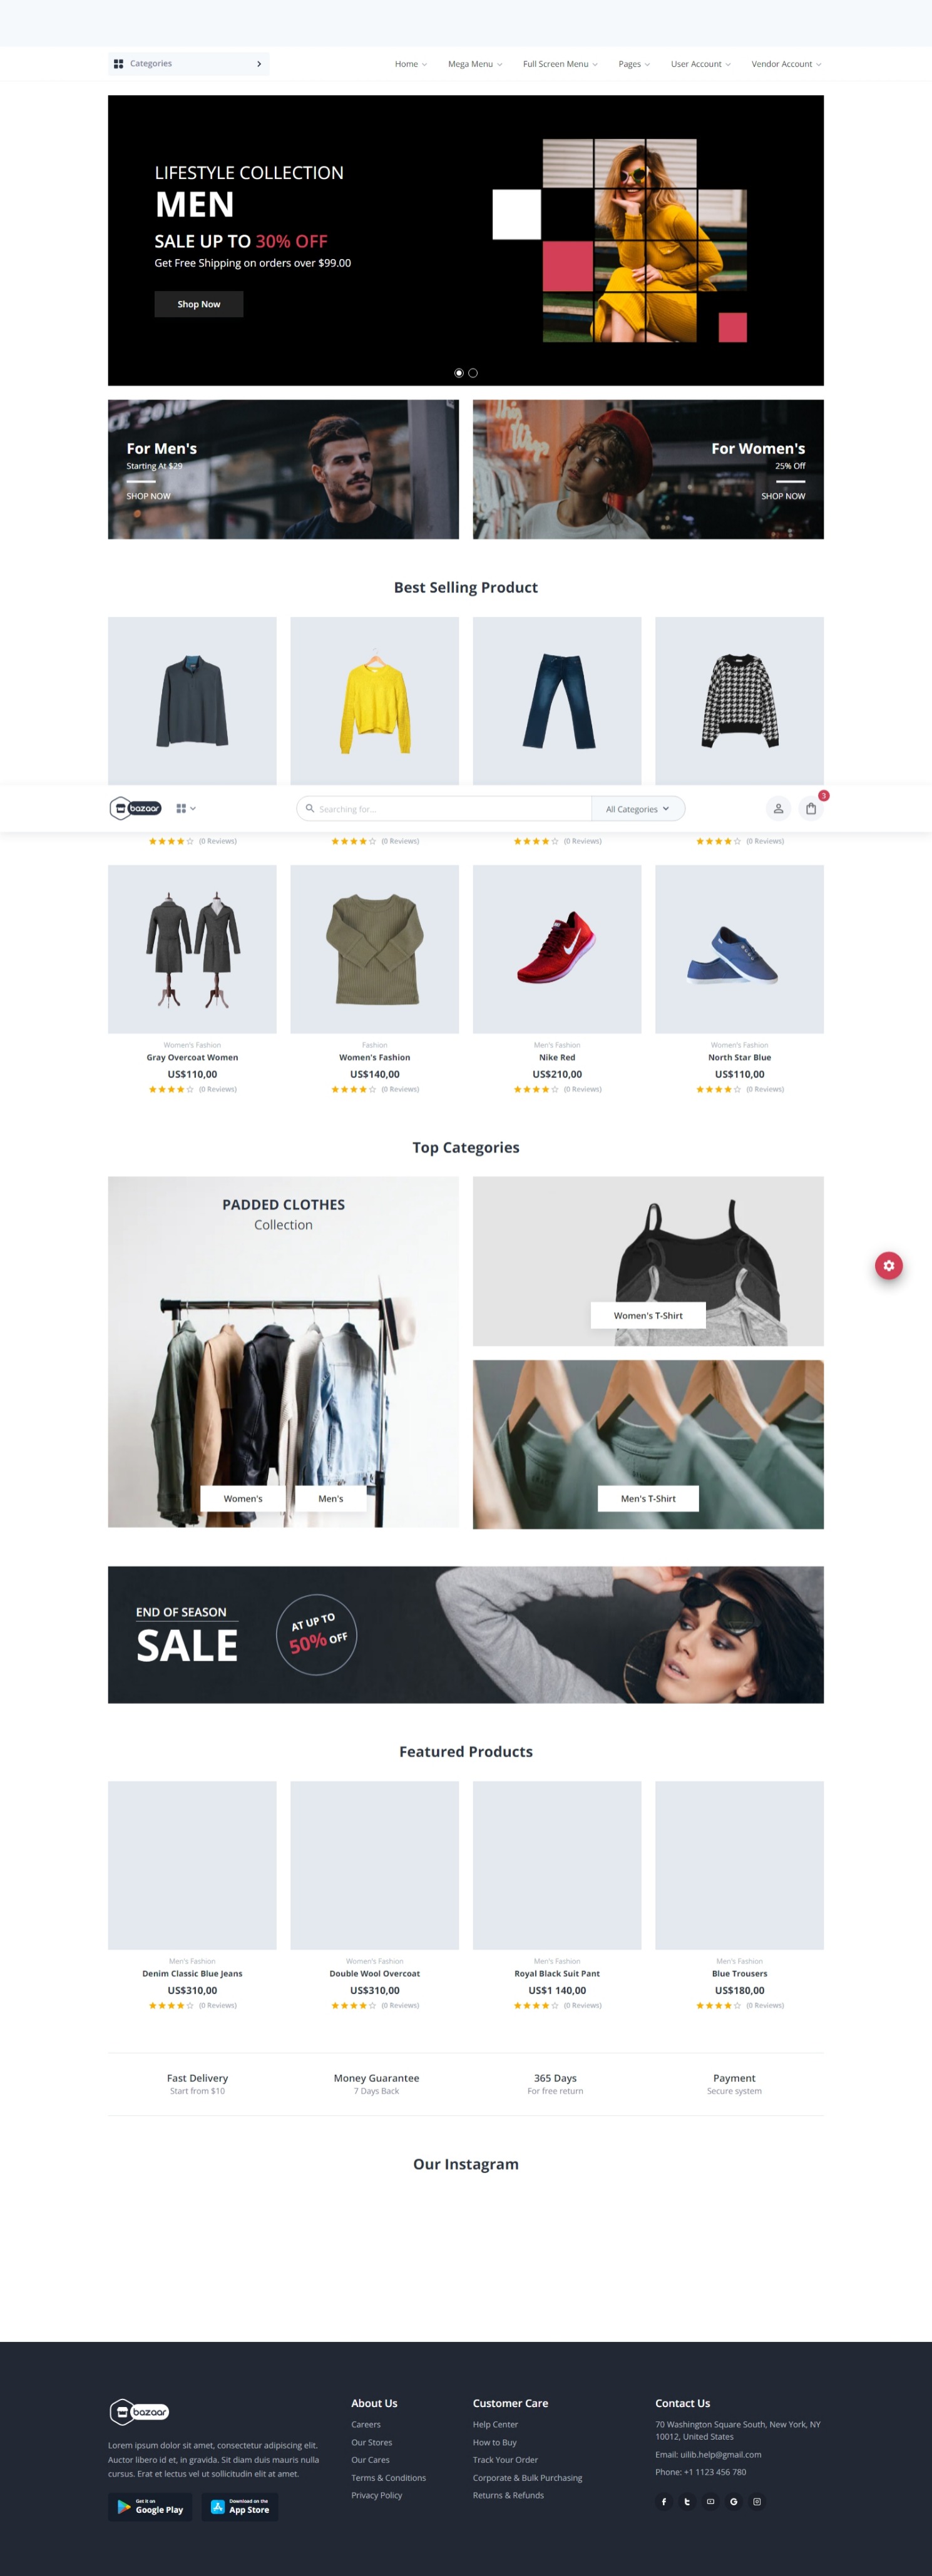 Categories
Home
Mega Menu
Full Screen Menu
Pages
User Account
Vendor Account
LIFESTYLE COLLECTION
MEN
SALE UP TO 30% OFF
Get Free Shipping on orders over $99.00
Shop Now
For Men's
Starting At $29
SHOP NOW
For Women's
25% Off
SHOP NOW
Best Selling Product
bazaar
Searching for...
All Categories
3
(0 Reviews)
(0 Reviews)
(0 Reviews)
(0 Reviews)
Women's Fashion
Gray Overcoat Women
US$110,00
(0 Reviews)
Fashion
Women's Fashion
US$140,00
(0 Reviews)
Men's Fashion
Nike Red
US$210,00
(0 Reviews)
Women's Fashion
North Star Blue
US$110,00
(0 Reviews)
Top Categories
PADDED CLOTHES
Collection
Women's
Men's
Women's T-Shirt
Men's T-Shirt
END OF SEASON
SALE
AT UP TO
50% OFF
Featured Products
Men's Fashion
Denim Classic Blue Jeans
US$310,00
(0 Reviews)
Women's Fashion
Double Wool Overcoat
US$310,00
(0 Reviews)
Men's Fashion
Royal Black Suit Pant
US$1 140,00
(0 Reviews)
Men's Fashion
Blue Trousers
US$180,00
(0 Reviews)
Fast Delivery
Start from $10
Money Guarantee
7 Days Back
365 Days
For free return
Payment
Secure system
Our Instagram
bazaar
Lorem ipsum dolor sit amet, consectetur adipiscing elit.
Auctor libero id et, in gravida. Sit diam duis mauris nulla
cursus. Erat et lectus vel ut sollicitudin elit at amet.
Get it on
Google Play
Download on the
App Store
About Us
Careers
Our Stores
Our Cares
Terms & Conditions
Privacy Policy
Customer Care
Help Center
How to Buy
Track Your Order
Corporate & Bulk Purchasing
Returns & Refunds
Contact Us
70 Washington Square South, New York, NY
10012, United States
Email: uilib.help@gmail.com
Phone: +1 1123 456 780